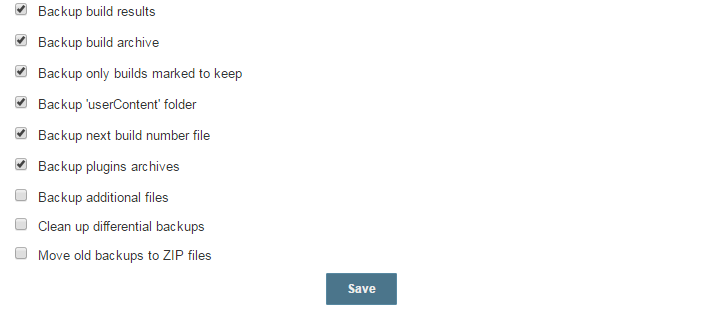 Backup build results
Backup build archive
Backup only builds marked to keep
Backup 'userContent' folder
Backup next build number file
Backup plugins archives
Backup additional files
Clean up differential backups
Move old backups to ZIP files
Save